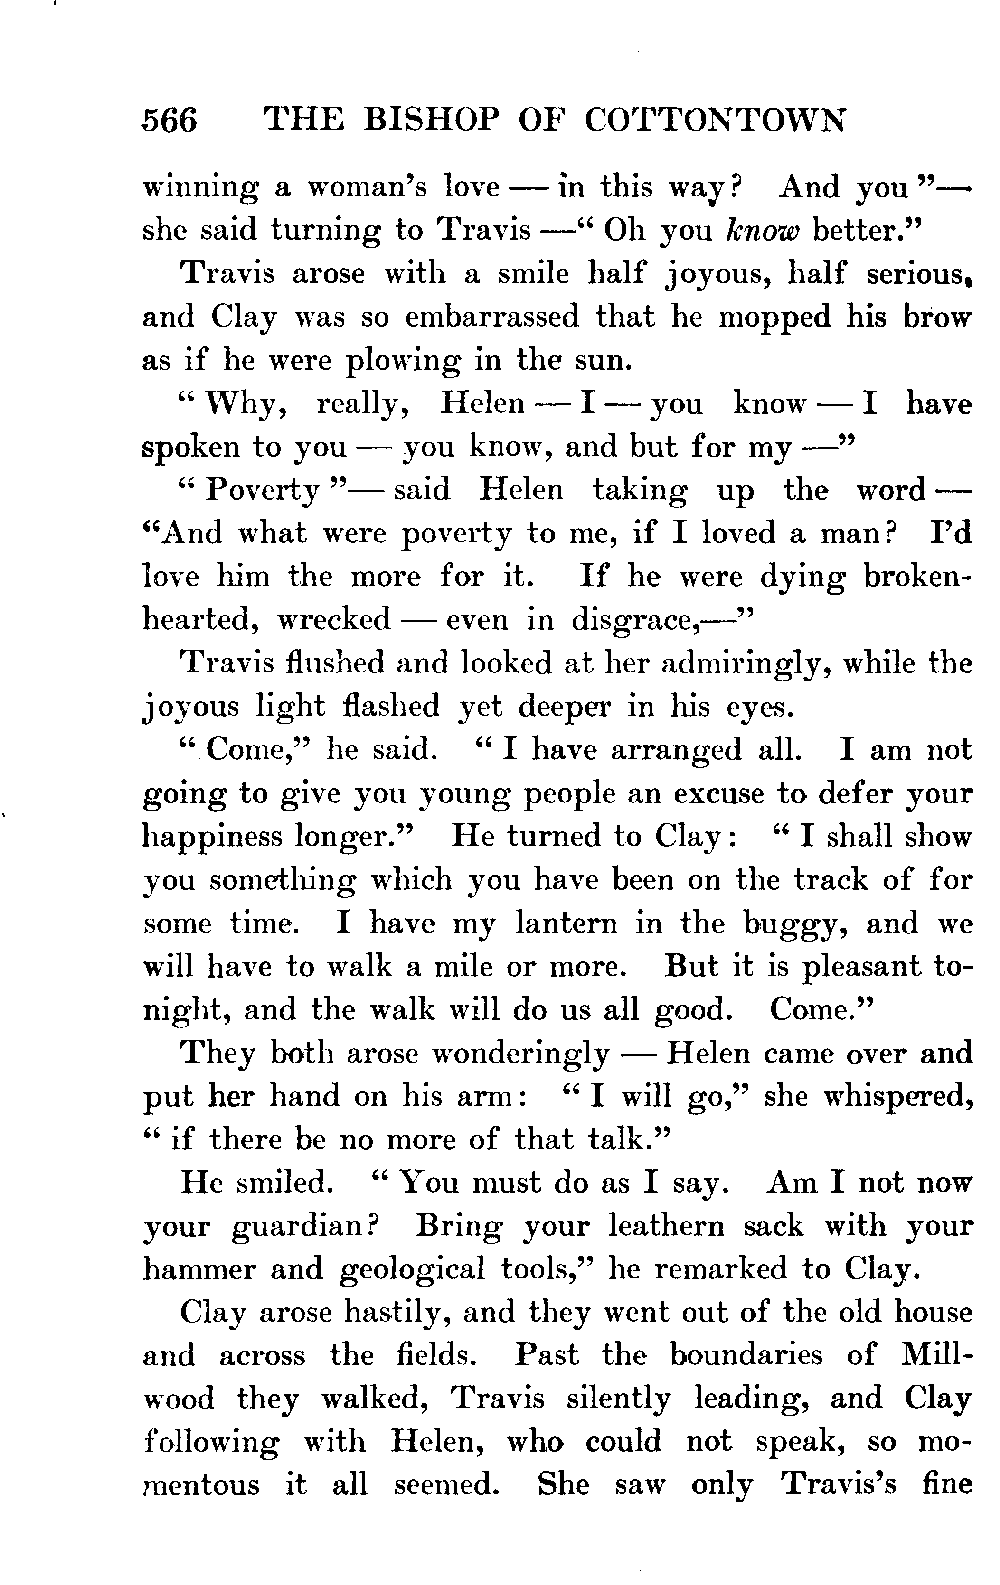 566 THE BISHOP OF COTTONTOWN
winning a woman's love — in this way? And you "—
she said turning to Travis —" Oh you know better."
Travis arose with a smile half joyous, half serious,
and Clay was so embarrassed that he mopped his brow
as if he were plowing in the sun.
" Why, really, Helen — I — you know — I have
spoken to you — you know, and but for my —"
" Poverty "— said Helen taking up the word —
"And what were poverty to me, if I loved a man? I'd
love him the more for it. If he were dying broken-
hearted, wrecked — even in disgrace,—"
Travis flushed and looked at her admiringly, while the
joyous light flashed yet deeper in his eyes.
" Come," he said. " I have arranged all. I am not
going to give you young people an excuse to defer your
happiness longer." He turned to Clay: " I shall show
you something which you have been on the track of for
some time. I have my lantern in the buggy, and we
will have to walk a mile or more. But it is pleasant to-
night, and the walk will do us all good. Come."
They both arose wonderingly — Helen came over and
put her hand on his arm: " I will go," she whispered,
" if there be no more of that talk."
He smiled. " You must do as I say. Am I not now
your guardian? Bring your leathern sack with your
hammer and geological tools," he remarked to Clay.
Clay arose hastily, and they went out of the old house
and across the fields. Past the boundaries of Mill-
wood they walked, Travis silently leading, and Clay
following with Helen, who could not speak, so mo-
mentous it all seemed. She saw only Travis's fine